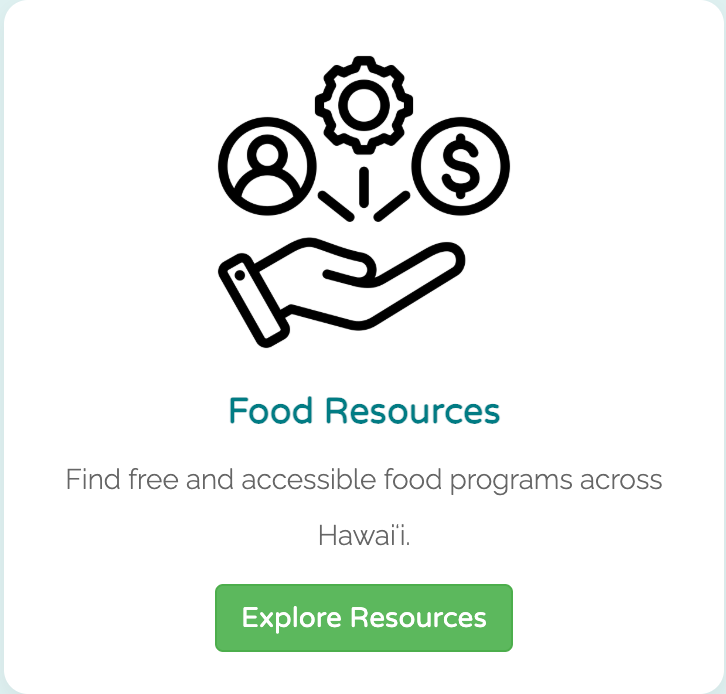 $
Food Resources
Find free and accessible food programs across
Hawaiʻi.
Explore Resources